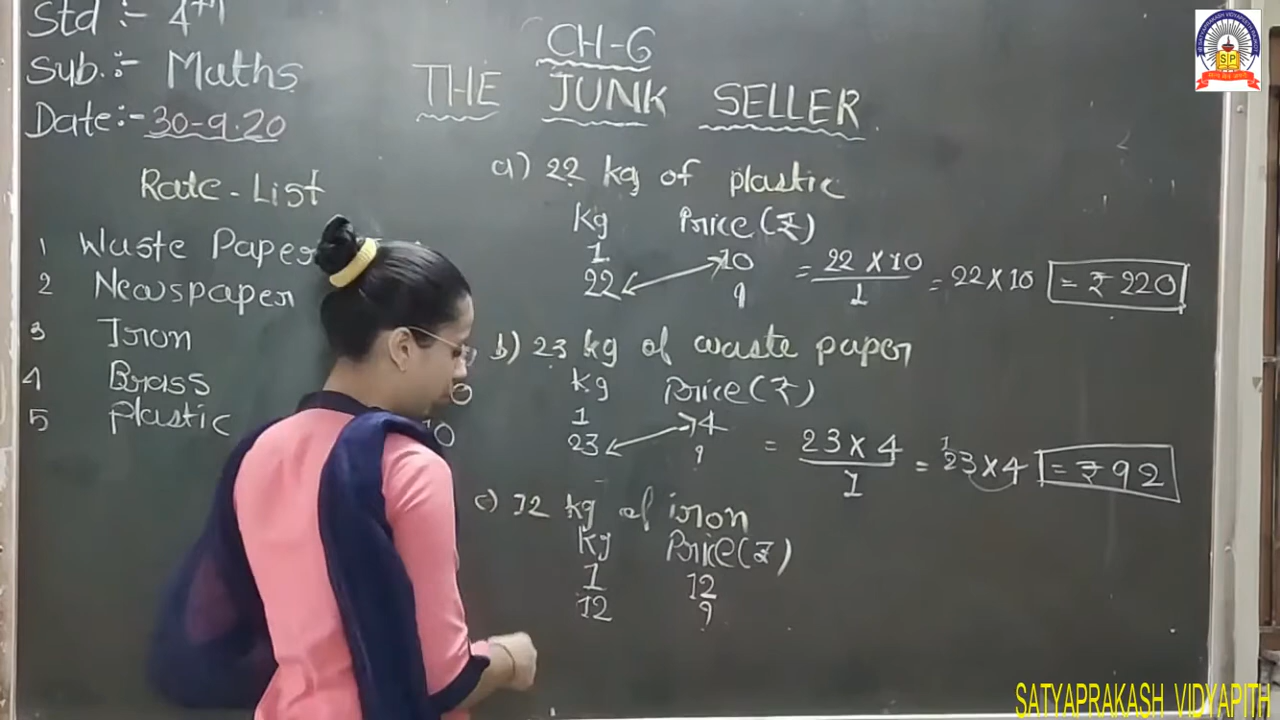 Std :- 4th
Sub. :- Maths
Date :- 30-9.20
Rate - List
1 Waste Paper
2 Newspaper
3 Iron
4 Brass
5 Plastic 10
CH-6
THE JUNK SELLER
a) 22 kg of plastic
Kg Price (₹)
1 10
22 ? = 22 X 10 / 1 = 22 X 10 = ₹ 220
b) 23 kg of waste paper
Kg Price (₹)
1 4
23 ? = 23 X 4 / 1 = 23 X 4 = ₹ 92
c) 12 kg of iron
Kg Price (₹)
1 12
12 ?
SP
SATYAPRAKASH VIDYAPITH